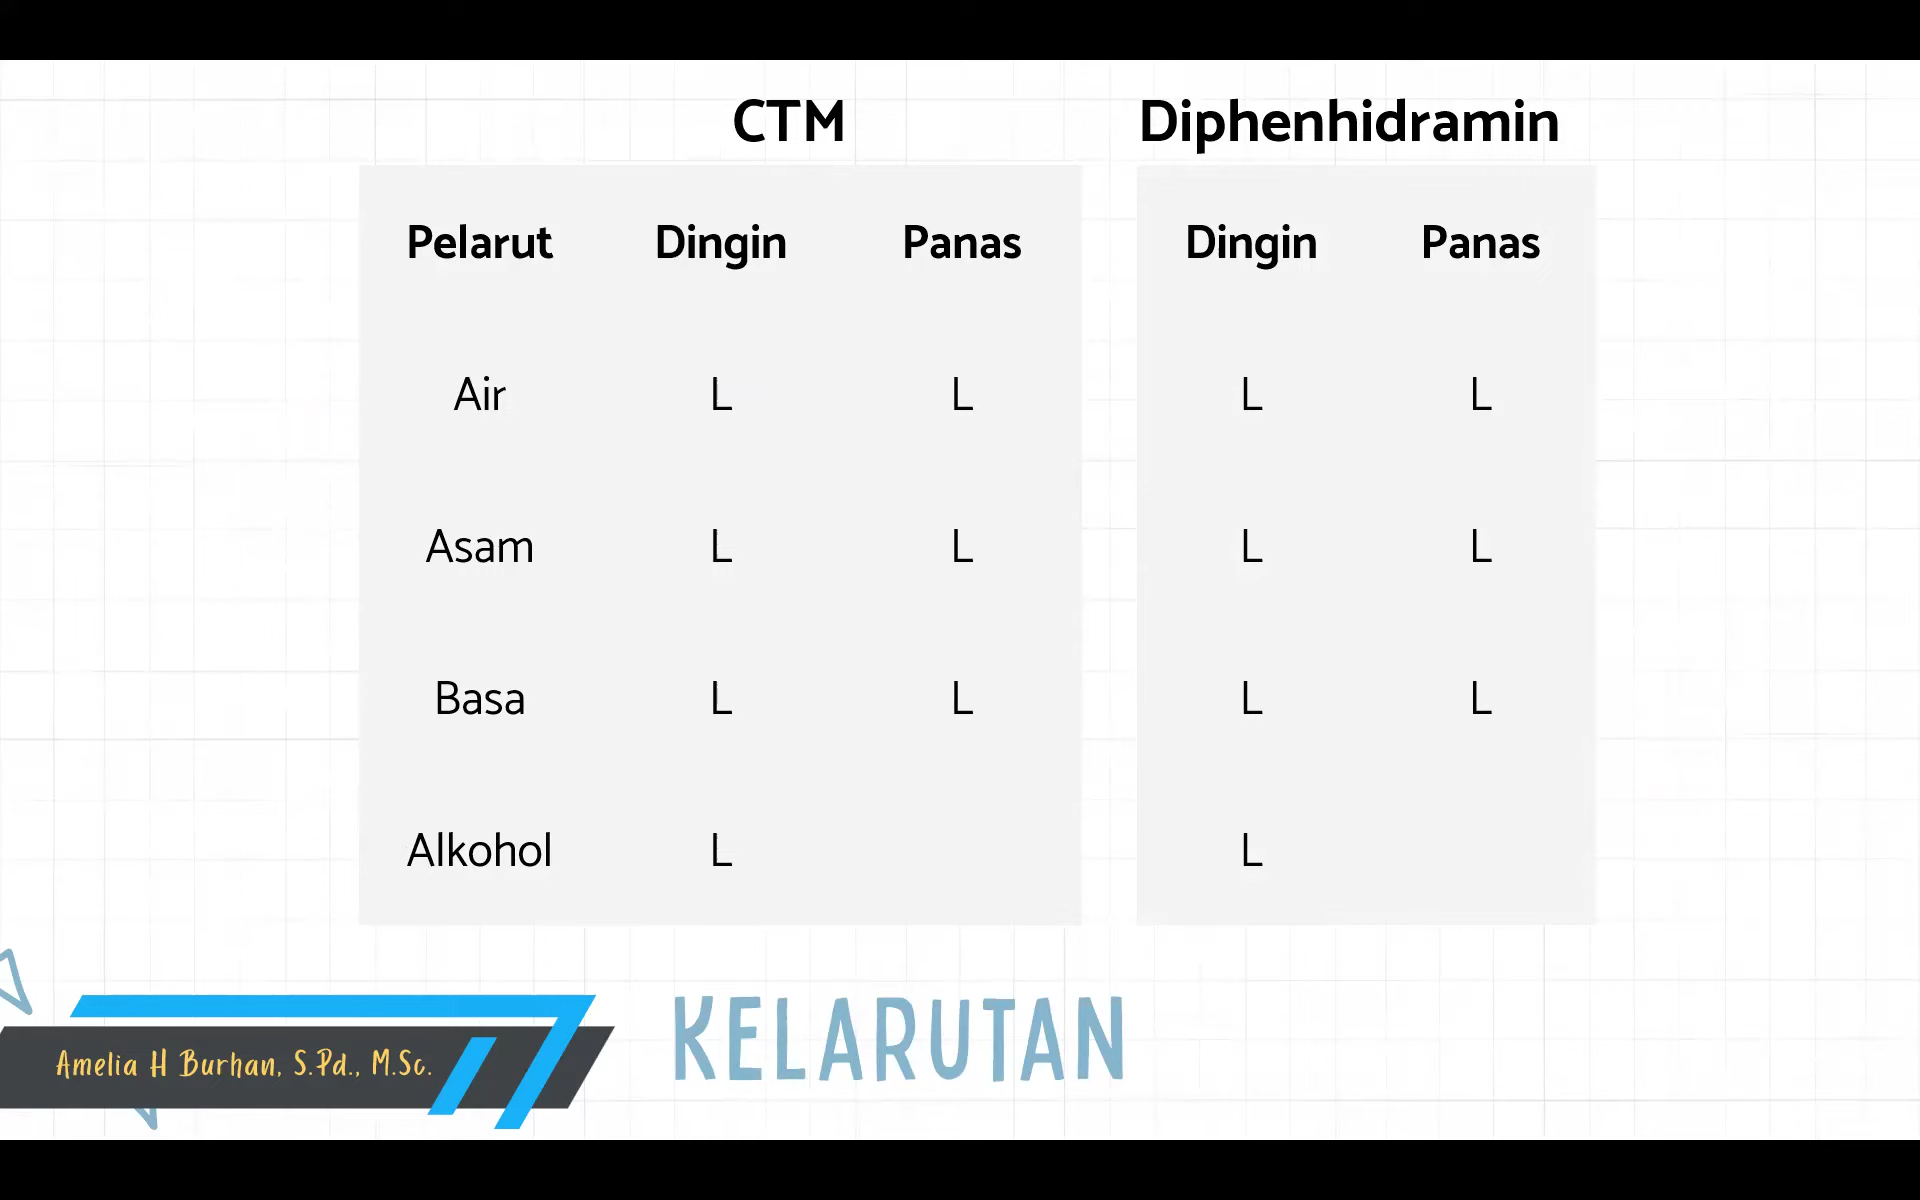 CTM Diphenhidramin
Pelarut Dingin Panas Dingin Panas
Air L L L L
Asam L L L L
Basa L L L L
Alkohol L L
KELARUTAN
Amelia H Burhan, S.Pd., M.Sc.